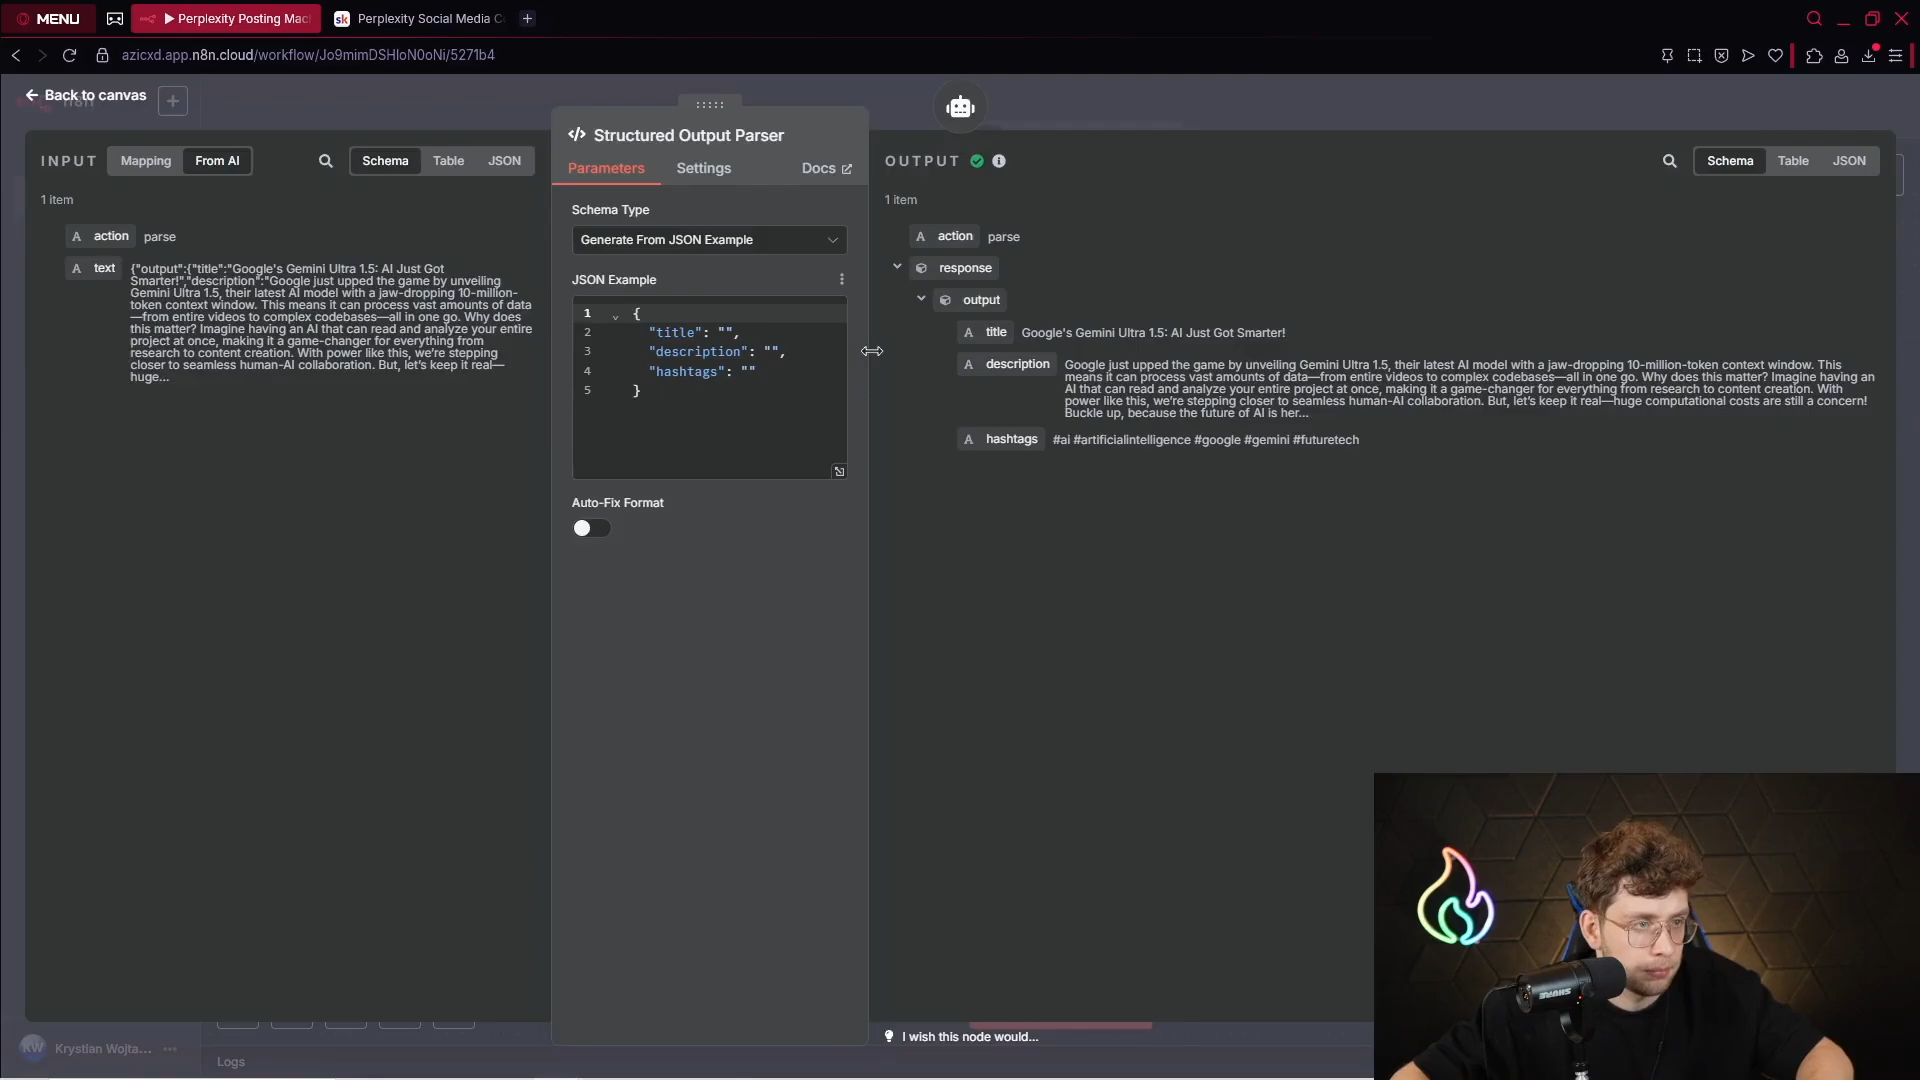 MENU
▶ Perplexity Posting Mac
sk Perplexity Social Media C
azicxd.app.n8n.cloud/workflow/Jo9mimDSHIoN0oNi/5271b4
Back to canvas
INPUT
Mapping
From AI
Schema
Table
JSON
1 item
A action parse
A text {"output":{"title":"Google's Gemini Ultra 1.5: AI Just Got
Smarter!","description":"Google just upped the game by unveiling
Gemini Ultra 1.5, their latest AI model with a jaw-dropping 10-million-
token context window. This means it can process vast amounts of data
—from entire videos to complex codebases—all in one go. Why does
this matter? Imagine having an AI that can read and analyze your entire
project at once, making it a game-changer for everything from
research to content creation. With power like this, we're stepping
closer to seamless human-AI collaboration. But, let's keep it real—
huge...
Structured Output Parser
Parameters
Settings
Docs
Schema Type
Generate From JSON Example
JSON Example
1 {
2 "title": "",
3 "description": "",
4 "hashtags": ""
5 }
Auto-Fix Format
OUTPUT
Schema
Table
JSON
1 item
A action parse
response
output
A title Google's Gemini Ultra 1.5: AI Just Got Smarter!
A description Google just upped the game by unveiling Gemini Ultra 1.5, their latest AI model with a jaw-dropping 10-million-token context window. This
means it can process vast amounts of data—from entire videos to complex codebases—all in one go. Why does this matter? Imagine having an
AI that can read and analyze your entire project at once, making it a game-changer for everything from research to content creation. With
power like this, we're stepping closer to seamless human-AI collaboration. But, let's keep it real—huge computational costs are still a concern!
Buckle up, because the future of AI is her...
A hashtags #ai #artificialintelligence #google #gemini #futuretech
I wish this node would...
KW Krystian Wojta...
Logs
SHURE